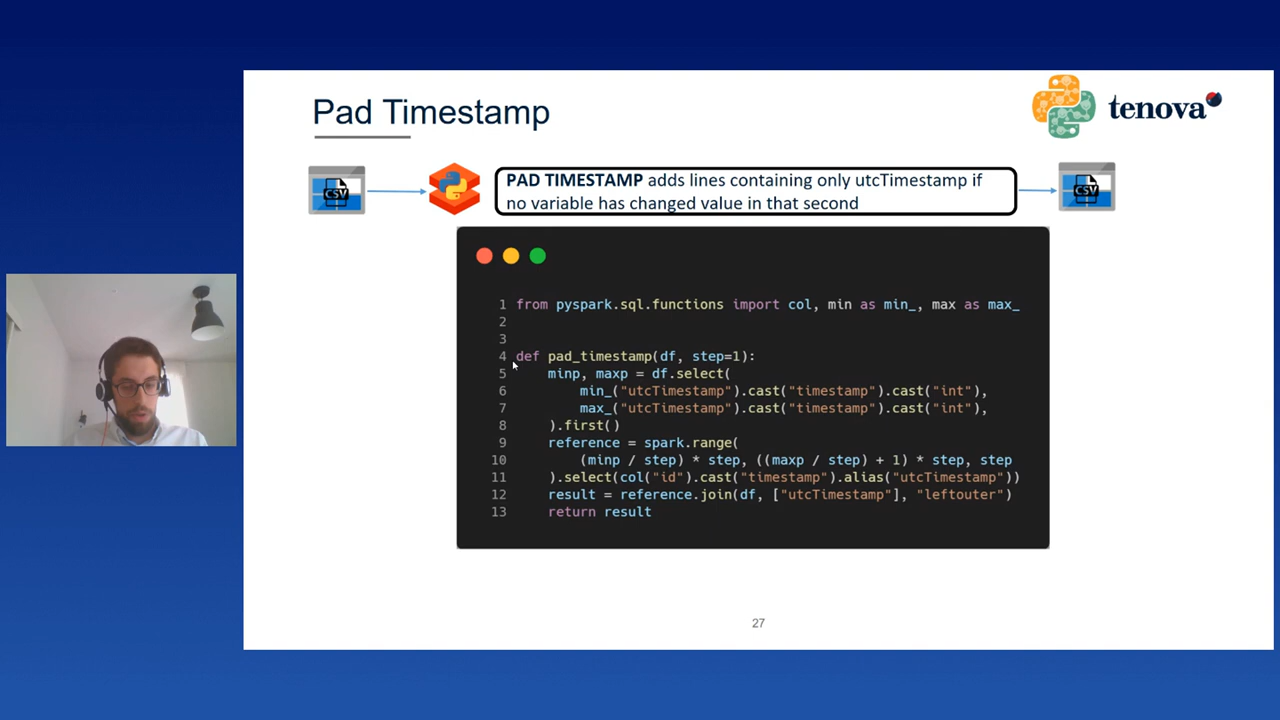 Pad Timestamp
tenova
CSV
PAD TIMESTAMP adds lines containing only utcTimestamp if
no variable has changed value in that second
CSV
1 from pyspark.sql.functions import col, min as min_, max as max_
2
3
4 def pad_timestamp(df, step=1):
5     minp, maxp = df.select(
6         min_("utcTimestamp").cast("timestamp").cast("int"),
7         max_("utcTimestamp").cast("timestamp").cast("int"),
8     ).first()
9     reference = spark.range(
10         (minp / step) * step, ((maxp / step) + 1) * step, step
11     ).select(col("id").cast("timestamp").alias("utcTimestamp"))
12     result = reference.join(df, ["utcTimestamp"], "leftouter")
13     return result
27